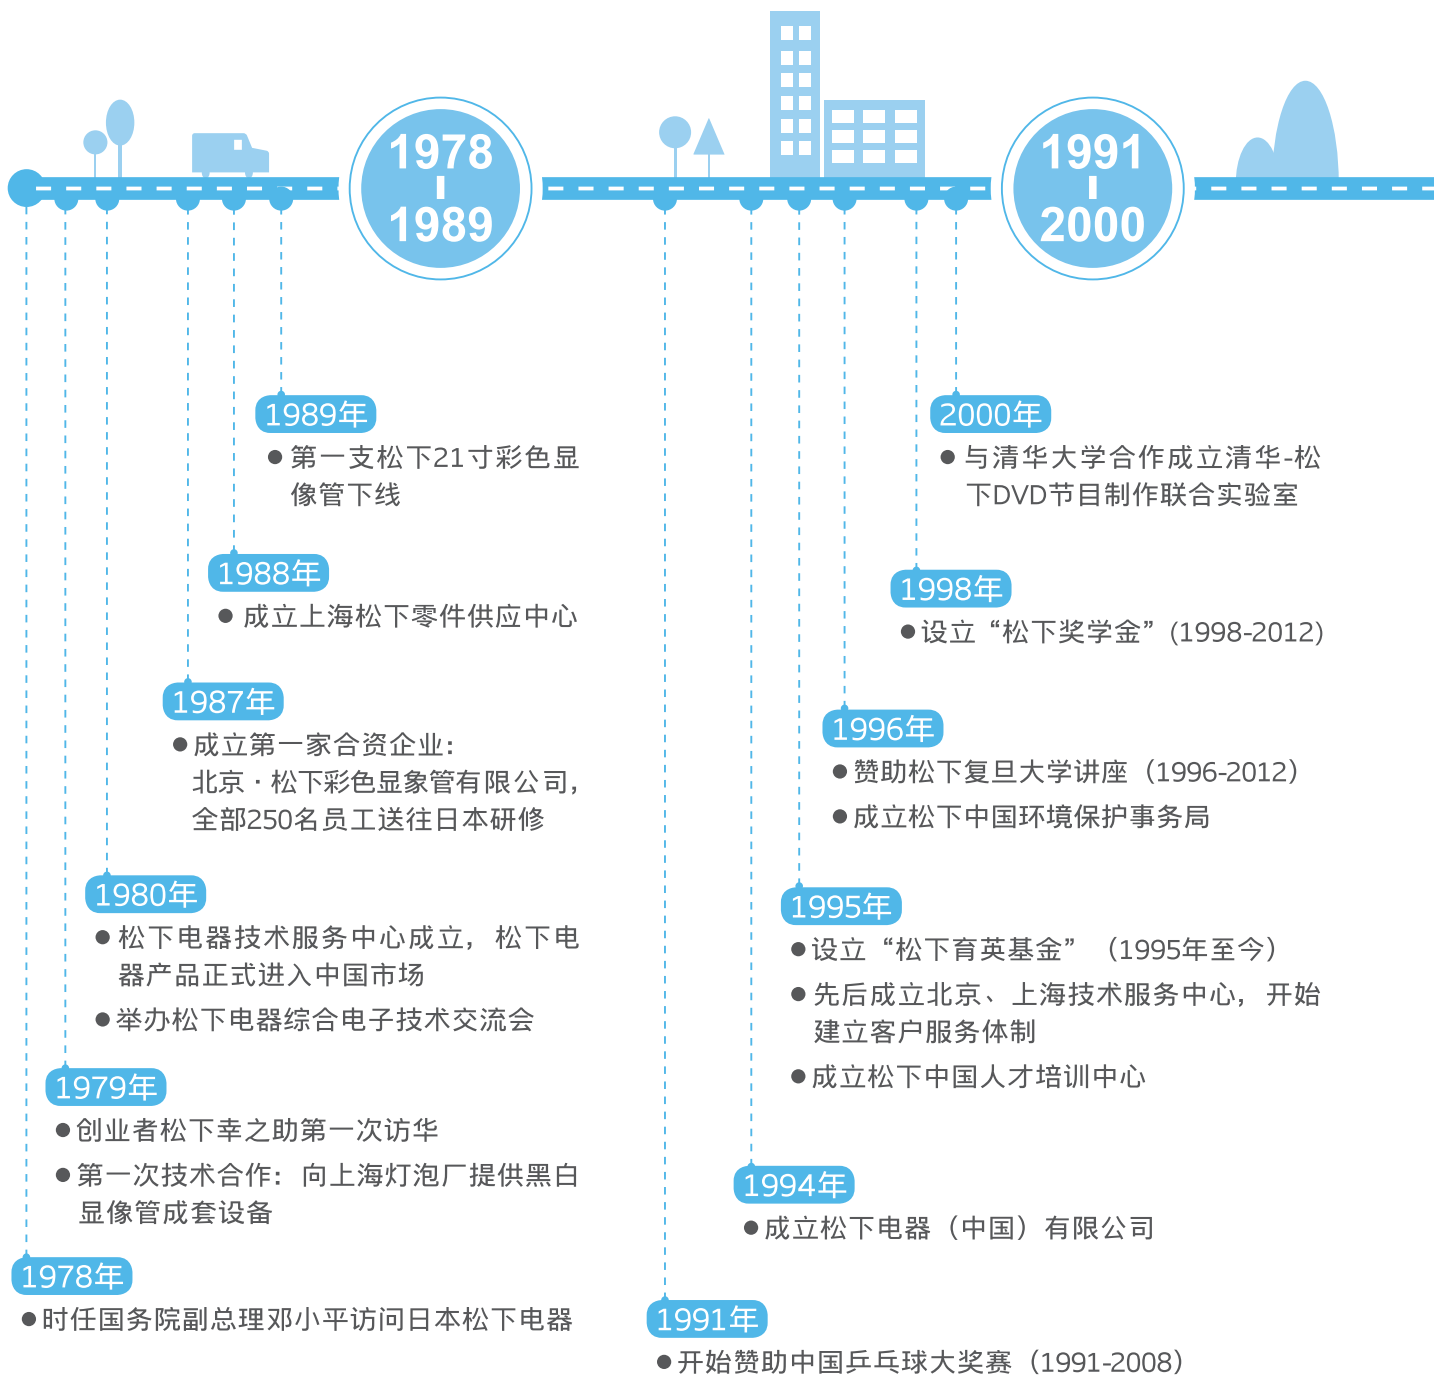 1978
1989
1989年
● 第一支松下21寸彩色显
像管下线
1988年
● 成立上海松下零件供应中心
1987年
● 成立第一家合资企业：
北京·松下彩色显象管有限公司，
全部250名员工送往日本研修
1980年
● 松下电器技术服务中心成立，松下电
器产品正式进入中国市场
● 举办松下电器综合电子技术交流会
1979年
● 创业者松下幸之助第一次访华
● 第一次技术合作：向上海灯泡厂提供黑白
显像管成套设备
1978年
● 时任国务院副总理邓小平访问日本松下电器
1991
2000
2000年
● 与清华大学合作成立清华-松
下DVD节目制作联合实验室
1998年
● 设立“松下奖学金”(1998-2012)
1996年
● 赞助松下复旦大学讲座（1996-2012）
● 成立松下中国环境保护事务局
1995年
● 设立“松下育英基金”（1995年至今）
● 先后成立北京、上海技术服务中心，开始
建立客户服务体制
● 成立松下中国人才培训中心
1994年
● 成立松下电器（中国）有限公司
1991年
● 开始赞助中国乒乓球大奖赛（1991-2008）